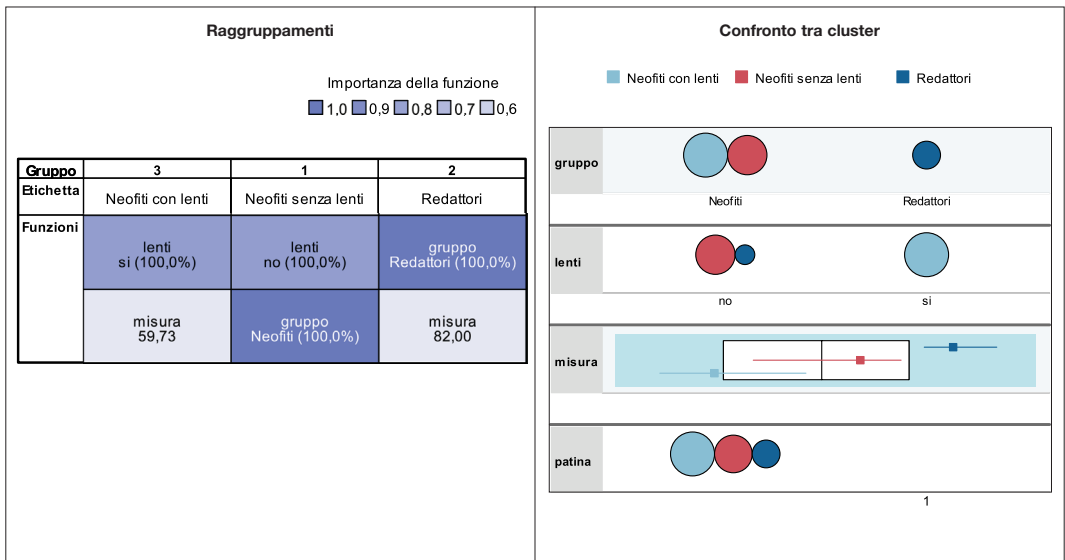 Raggruppamenti
Importanza della funzione
1,0 0,9 0,8 0,7 0,6
Gruppo 3 1 2
Etichetta Neofiti con lenti Neofiti senza lenti Redattori
Funzioni
lenti
si (100,0%)
lenti
no (100,0%)
gruppo
Redattori (100,0%)
misura
59,73
gruppo
Neofiti (100,0%)
misura
82,00
Confronto tra cluster
Neofiti con lenti Neofiti senza lenti Redattori
gruppo
Neofiti Redattori
lenti
no si
misura
patina
1